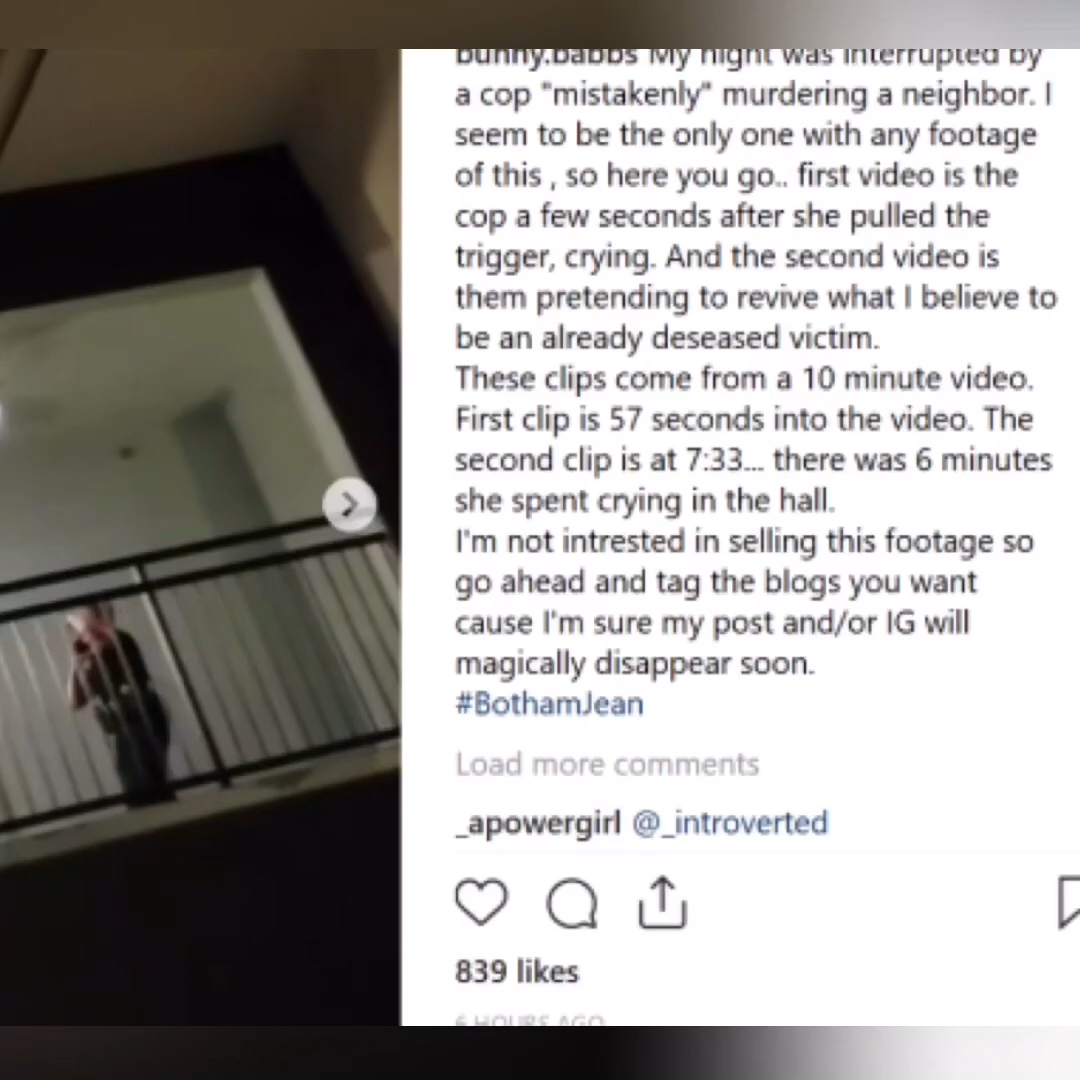 bunny.babbs My night was interrupted by
a cop "mistakenly" murdering a neighbor. I
seem to be the only one with any footage
of this , so here you go.. first video is the
cop a few seconds after she pulled the
trigger, crying. And the second video is
them pretending to revive what I believe to
be an already deseased victim.
These clips come from a 10 minute video.
First clip is 57 seconds into the video. The
second clip is at 7:33... there was 6 minutes
she spent crying in the hall.
I'm not intrested in selling this footage so
go ahead and tag the blogs you want
cause I'm sure my post and/or IG will
magically disappear soon.
#BothamJean
Load more comments
_apowergirl @_introverted
839 likes
6 HOURS AGO